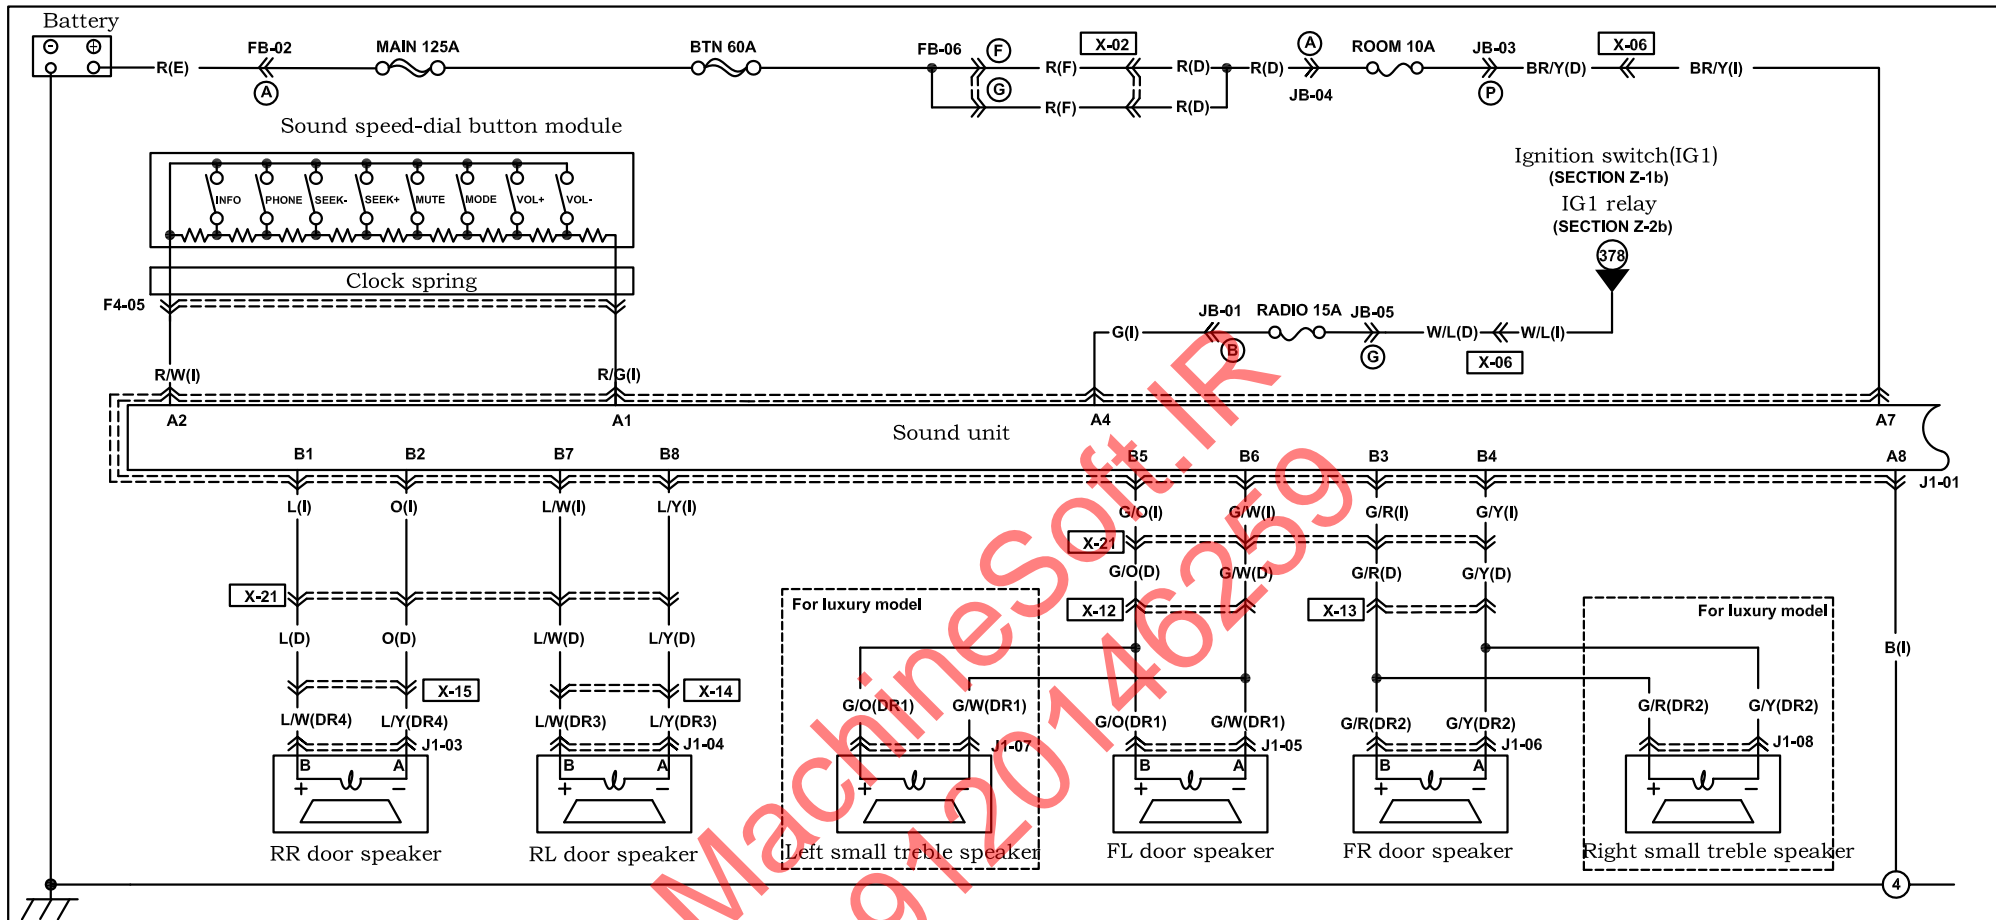 Battery
FB-02 MAIN 125A BTN 60A FB-06 F X-02 A ROOM 10A JB-03 X-06
R(E) R(F) R(D) R(D) BR/Y(D) BR/Y(I)
A G JB-04 P
R(F) R(D)
Sound speed-dial button module
Ignition switch(IG1)
(SECTION Z-1b)
INFO PHONE SEEK- SEEK+ MUTE MODE VOL+ VOL-
IG1 relay
(SECTION Z-2b)
378
Clock spring
F4-05
JB-01 RADIO 15A JB-05
G(I) W/L(D) W/L(I)
B G X-06
R/W(I) R/G(I)
A2 A1 A4 A7
Sound unit
B1 B2 B7 B8 B5 B6 B3 B4 A8
J1-01
L(I) O(I) L/W(I) L/Y(I) G/O(I) G/W(I) G/R(I) G/Y(I)
X-21
G/O(D) G/W(D) G/R(D) G/Y(D)
X-21 For luxury model X-12 X-13 For luxury model
L(D) O(D) L/W(D) L/Y(D) B(I)
X-15 X-14
G/O(DR1) G/W(DR1) G/R(DR2) G/Y(DR2)
L/W(DR4) L/Y(DR4) L/W(DR3) L/Y(DR3) G/O(DR1) G/W(DR1) G/R(DR2) G/Y(DR2)
J1-03 J1-04 J1-07 J1-05 J1-06 J1-08
B A B A B A B A
+ − + − + − + − + − + −
RR door speaker RL door speaker Left small treble speaker FL door speaker FR door speaker Right small treble speaker
4
MachineSoft.IR
9120146259